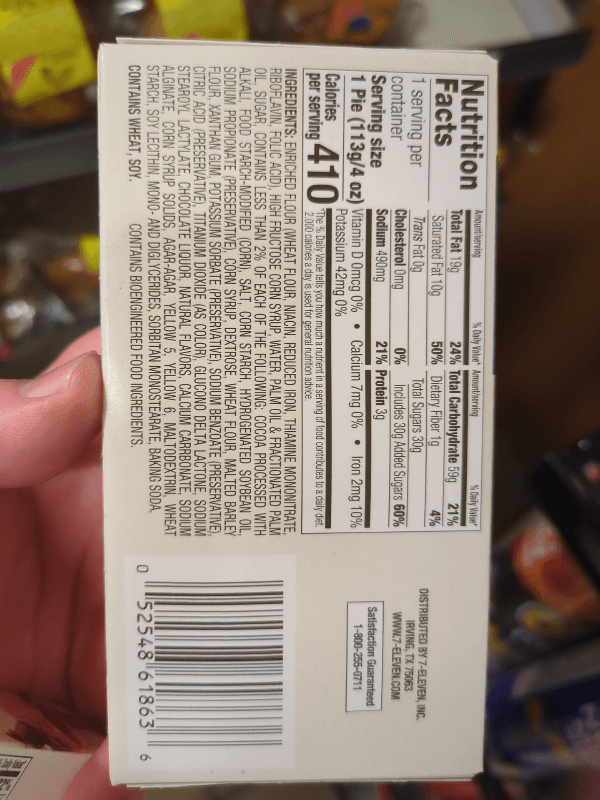 Nutrition
Facts
1 serving per
container
Serving size
1 Pie (113g/4 oz)
Calories
per serving 410
Amount/serving % Daily Value*
Total Fat 19g 24%
Saturated Fat 10g 50%
Trans Fat 0g
Cholesterol 0mg 0%
Sodium 490mg 21%
Amount/serving % Daily Value*
Total Carbohydrate 59g 21%
Dietary Fiber 1g 4%
Total Sugars 30g
Includes 30g Added Sugars 60%
Protein 3g
Vitamin D 0mcg 0% • Calcium 7mg 0% • Iron 2mg 10%
Potassium 42mg 0%
*The % Daily Value tells you how much a nutrient in a serving of food contributes to a daily diet.
2,000 calories a day is used for general nutrition advice.
INGREDIENTS: ENRICHED FLOUR (WHEAT FLOUR, NIACIN, REDUCED IRON, THIAMINE MONONITRATE,
RIBOFLAVIN, FOLIC ACID), HIGH FRUCTOSE CORN SYRUP, WATER, PALM OIL & FRACTIONATED PALM
OIL, SUGAR, CONTAINS LESS THAN 2% OF EACH OF THE FOLLOWING: COCOA PROCESSED WITH
ALKALI, FOOD STARCH-MODIFIED (CORN), SALT, CORN STARCH, HYDROGENATED SOYBEAN OIL,
SODIUM PROPIONATE (PRESERVATIVE), CORN SYRUP, DEXTROSE, WHEAT FLOUR, MALTED BARLEY
FLOUR, XANTHAN GUM, POTASSIUM SORBATE (PRESERVATIVE), SODIUM BENZOATE (PRESERVATIVE),
CITRIC ACID (PRESERVATIVE), TITANIUM DIOXIDE (AS COLOR), GLUCONO DELTA LACTONE, SODIUM
STEAROYL LACTYLATE, CHOCOLATE LIQUOR, NATURAL FLAVORS, CALCIUM CARBONATE, SODIUM
ALGINATE, CORN SYRUP SOLIDS, AGAR-AGAR, YELLOW 5, YELLOW 6, MALTODEXTRIN, WHEAT
STARCH, SOY LECITHIN, MONO- AND DIGLYCERIDES, SORBITAN MONOSTEARATE, BAKING SODA.
CONTAINS WHEAT, SOY. CONTAINS BIOENGINEERED FOOD INGREDIENTS.
DISTRIBUTED BY 7-ELEVEN, INC.
IRVING, TX 75063
WWW.7-ELEVEN.COM
Satisfaction Guaranteed
1-800-255-0711
0 52548 61863 6